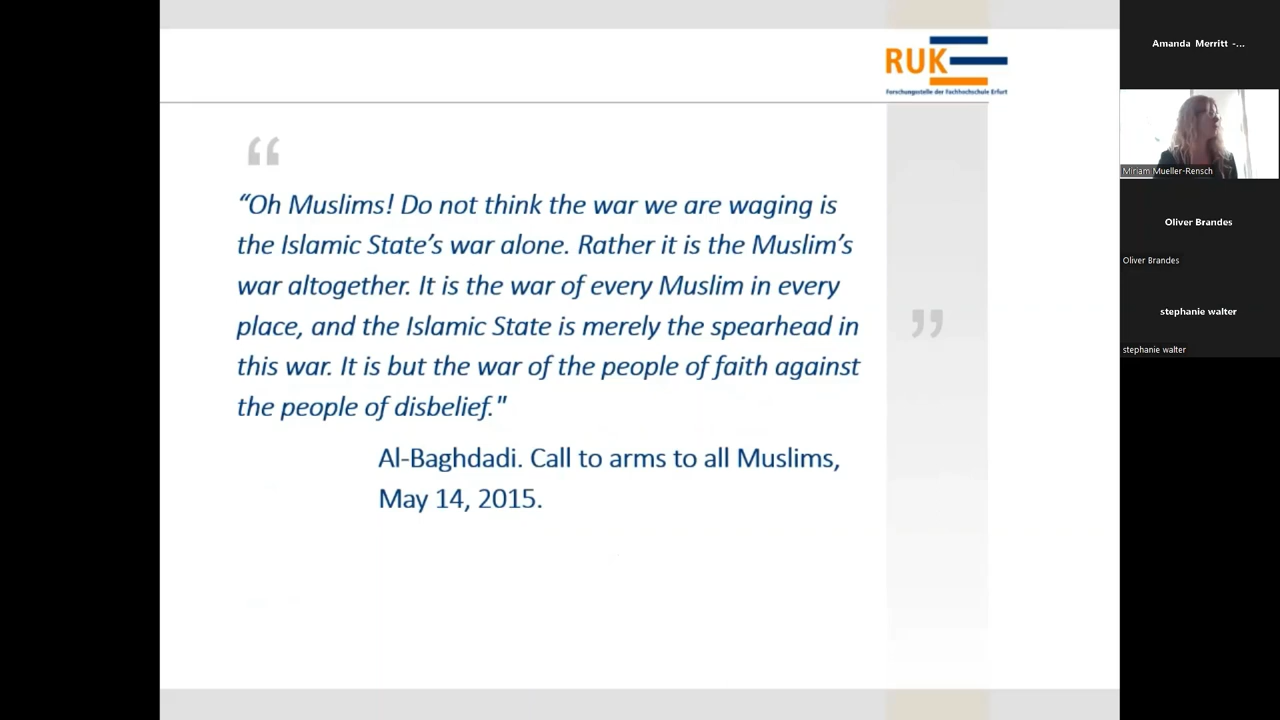 RUK
Forschungsstelle der Fachhochschule Erfurt
“
“Oh Muslims! Do not think the war we are waging is
the Islamic State’s war alone. Rather it is the Muslim’s
war altogether. It is the war of every Muslim in every
place, and the Islamic State is merely the spearhead in
this war. It is but the war of the people of faith against
the people of disbelief."
”
Al-Baghdadi. Call to arms to all Muslims,
May 14, 2015.
Amanda Merritt -...
Miriam Mueller-Rensch
Oliver Brandes
Oliver Brandes
stephanie walter
stephanie walter